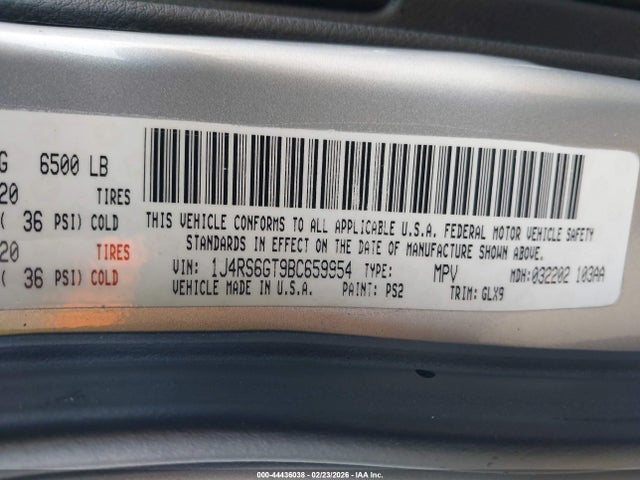 G 6500 LB
20 TIRES
( 36 PSI) COLD
20 TIRES
( 36 PSI) COLD
THIS VEHICLE CONFORMS TO ALL APPLICABLE U.S.A. FEDERAL MOTOR VEHICLE SAFETY
STANDARDS IN EFFECT ON THE DATE OF MANUFACTURE SHOWN ABOVE.
VIN: 1J4RS6GT9BC659954 TYPE: MPV MDH:032202 103AA
VEHICLE MADE IN U.S.A. PAINT: PS2 TRIM: GLX9
000-44436038 - 02/23/2026 - IAA Inc.